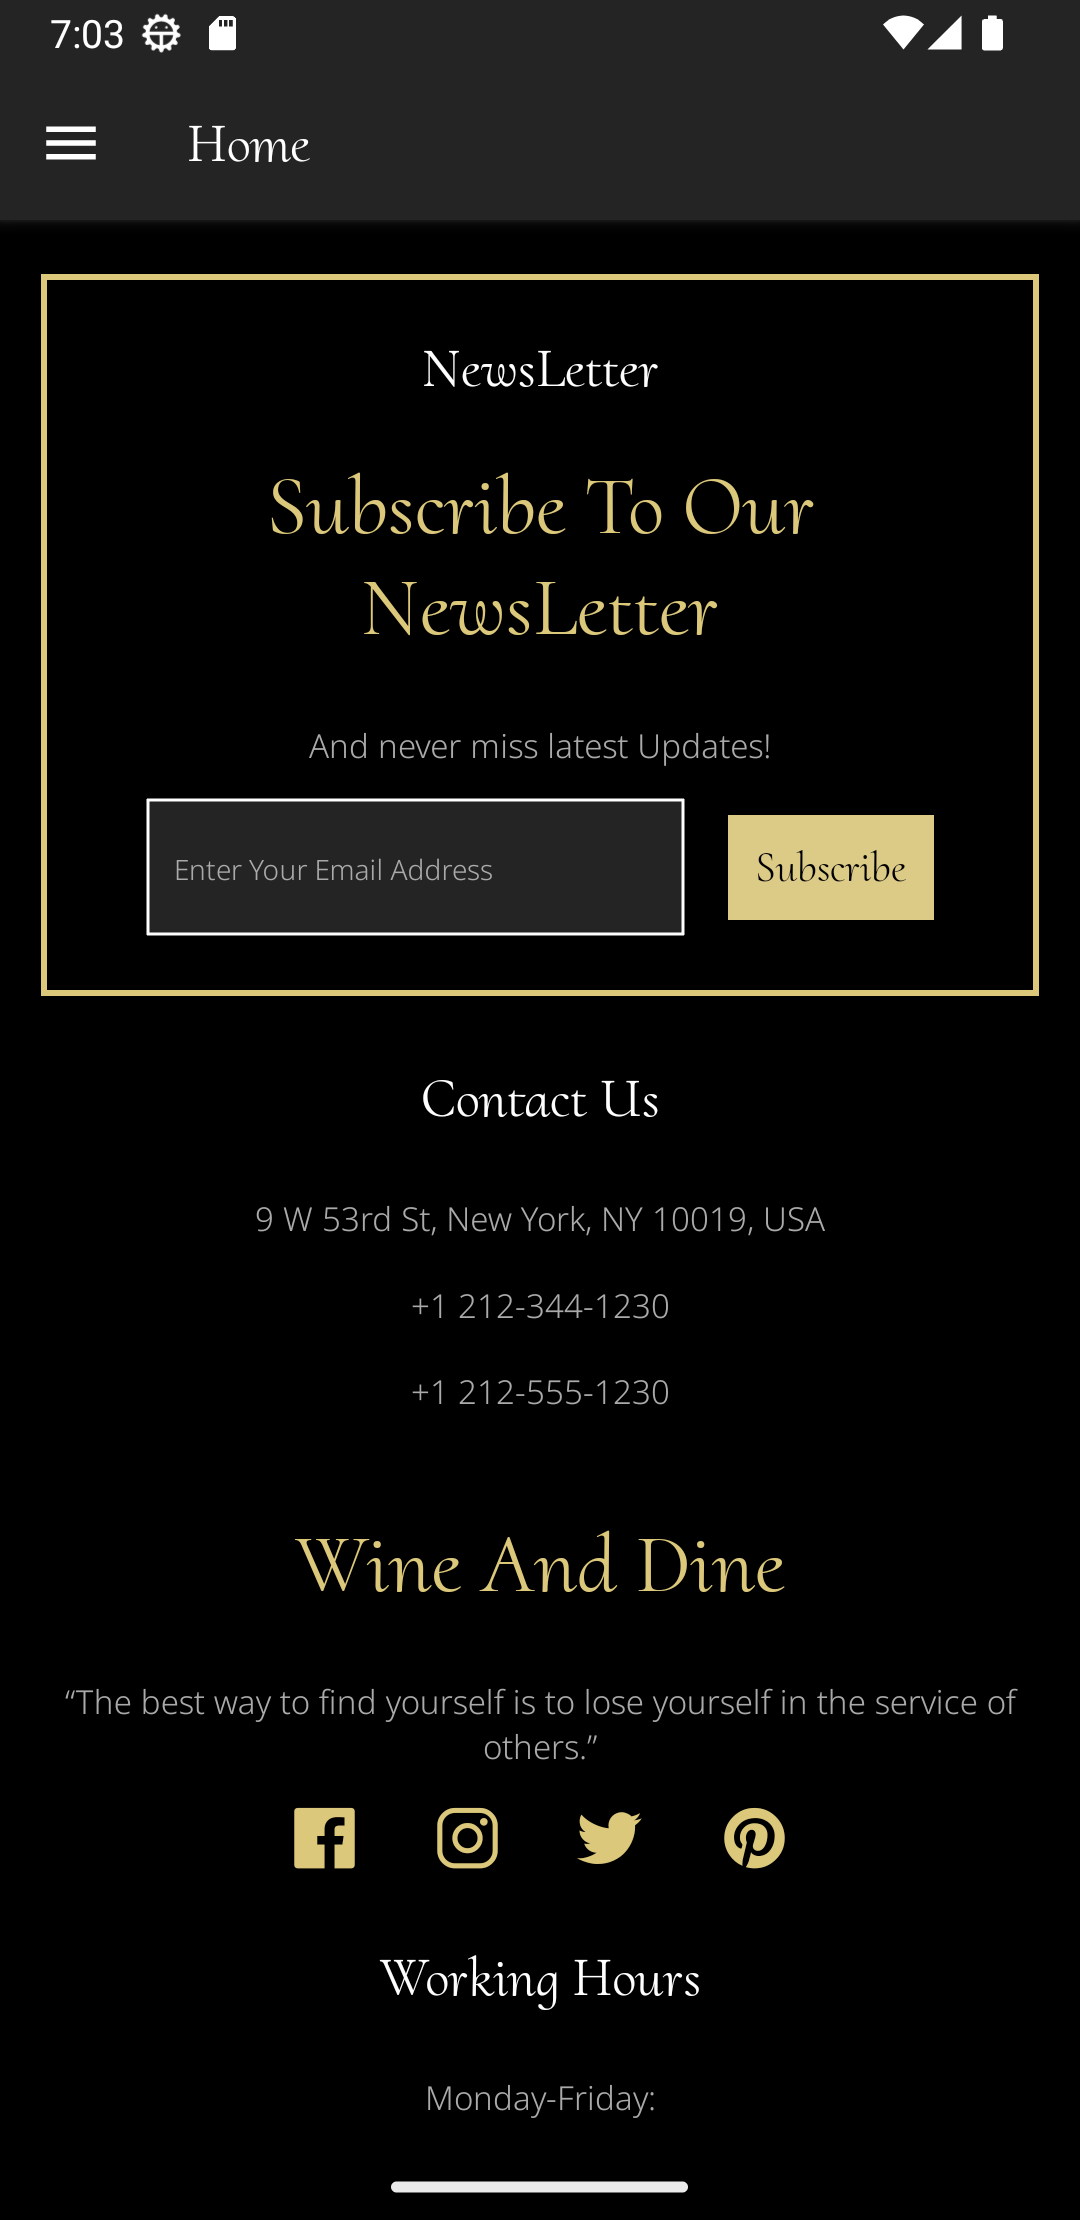 7:03
Home
NewsLetter
Subscribe To Our
NewsLetter
And never miss latest Updates!
Enter Your Email Address
Subscribe
Contact Us
9 W 53rd St, New York, NY 10019, USA
+1 212-344-1230
+1 212-555-1230
Wine And Dine
“The best way to find yourself is to lose yourself in the service of
others.”
Working Hours
Monday-Friday: